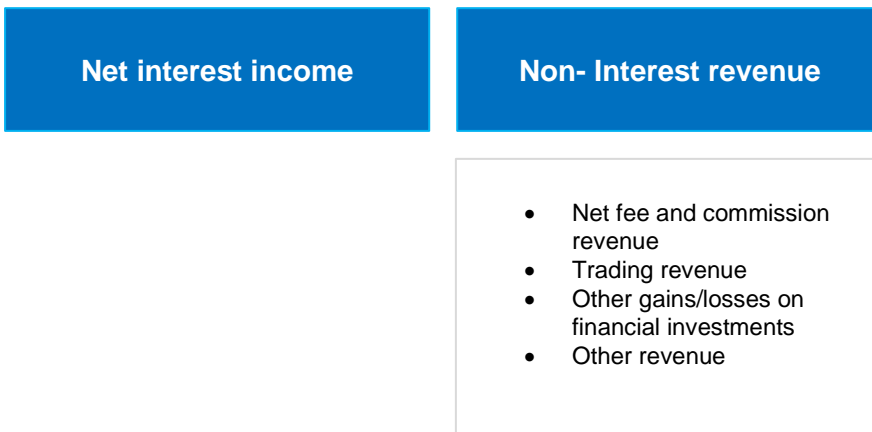 Net interest income
Non- Interest revenue
• Net fee and commission
revenue
• Trading revenue
• Other gains/losses on
financial investments
• Other revenue